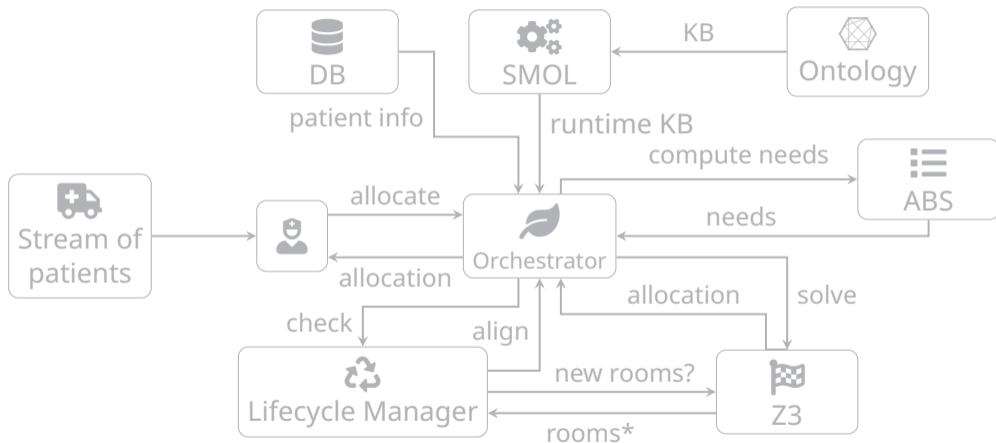 DB
SMOL
KB
Ontology
patient info
runtime KB
compute needs
ABS
Stream of
patients
allocate
needs
Orchestrator
allocation
allocation
solve
check
align
Lifecycle Manager
new rooms?
Z3
rooms*